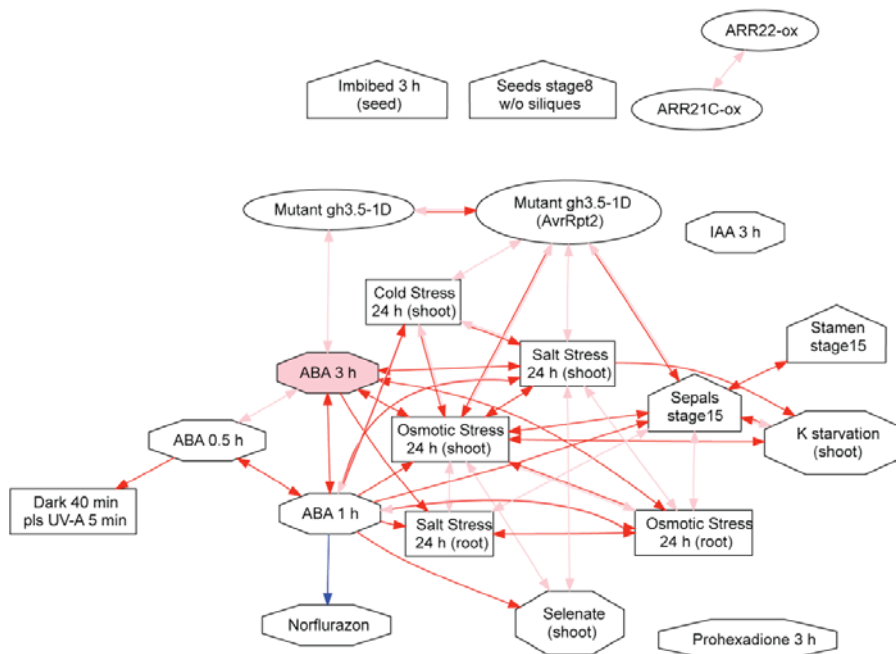 ARR22-ox
Imbibed 3 h
(seed)
Seeds stage8
w/o siliques
ARR21C-ox
Mutant gh3.5-1D
Mutant gh3.5-1D
(AvrRpt2)
IAA 3 h
Cold Stress
24 h (shoot)
Stamen
stage15
Salt Stress
24 h (shoot)
ABA 3 h
Sepals
stage15
ABA 0.5 h
Osmotic Stress
24 h (shoot)
K starvation
(shoot)
Dark 40 min
pls UV-A 5 min
ABA 1 h
Salt Stress
24 h (root)
Osmotic Stress
24 h (root)
Norflurazon
Selenate
(shoot)
Prohexadione 3 h